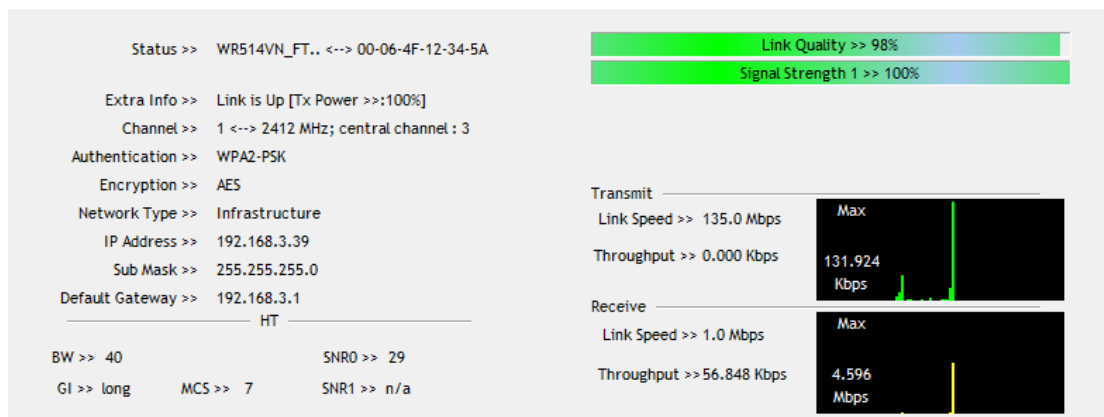 Status >> WR514VN_FT.. <--> 00-06-4F-12-34-5A
Extra Info >> Link is Up [Tx Power >>:100%]
Channel >> 1 <--> 2412 MHz; central channel : 3
Authentication >> WPA2-PSK
Encryption >> AES
Network Type >> Infrastructure
IP Address >> 192.168.3.39
Sub Mask >> 255.255.255.0
Default Gateway >> 192.168.3.1
HT
BW >> 40 SNR0 >> 29
GI >> long MCS >> 7 SNR1 >> n/a
Link Quality >> 98%
Signal Strength 1 >> 100%
Transmit
Link Speed >> 135.0 Mbps
Throughput >> 0.000 Kbps
Max
131.924
Kbps
Receive
Link Speed >> 1.0 Mbps
Throughput >>56.848 Kbps
Max
4.596
Mbps